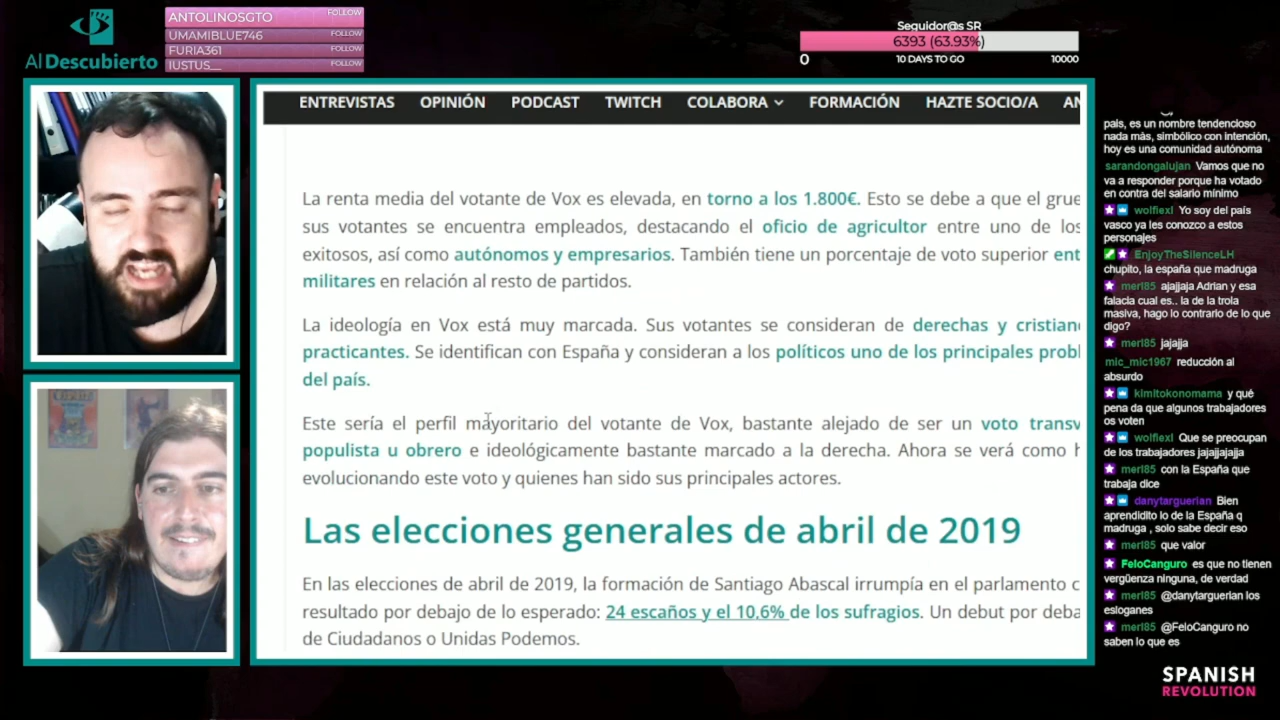 Al Descubierto
ANTOLINOSGTO FOLLOW
UMAMIBLUE746 FOLLOW
FURIA361 FOLLOW
IUSTUS__ FOLLOW
Seguidor@s SR
6393 (63.93%)
0 10 DAYS TO GO 10000
ENTREVISTAS OPINIÓN PODCAST TWITCH COLABORA FORMACIÓN HAZTE SOCIO/A AN
La renta media del votante de Vox es elevada, en torno a los 1.800€. Esto se debe a que el grue
sus votantes se encuentra empleados, destacando el oficio de agricultor entre uno de los
exitosos, así como autónomos y empresarios. También tiene un porcentaje de voto superior ent
militares en relación al resto de partidos.
La ideología en Vox está muy marcada. Sus votantes se consideran de derechas y cristian
practicantes. Se identifican con España y consideran a los políticos uno de los principales probl
del país.
Este sería el perfil mayoritario del votante de Vox, bastante alejado de ser un voto transv
populista u obrero e ideológicamente bastante marcado a la derecha. Ahora se verá como h
evolucionando este voto y quienes han sido sus principales actores.
Las elecciones generales de abril de 2019
En las elecciones de abril de 2019, la formación de Santiago Abascal irrumpía en el parlamento c
resultado por debajo de lo esperado: 24 escaños y el 10,6% de los sufragios. Un debut por deba
de Ciudadanos o Unidas Podemos.
pais, es un nombre tendencioso
nada más, simbólico con intención,
hoy es una comunidad autónoma
sarandongalujan Vamos que no
va a responder porque ha votado
en contra del salario mínimo
wolfiexl Yo soy del país
vasco ya les conozco a estos
personajes
EnjoyTheSilenceLH
chupito, la españa que madruga
merl85 ajajjaja Adrian y esa
falacia cual es.. la de la trola
masiva, hago lo contrario de lo que
digo?
merl85 jajajja
mic_mic1967 reducción al
absurdo
kimitokonomama y qué
pena da que algunos trabajadores
os voten
wolfiexl Que se preocupan
de los trabajadores jajajjajajja
merl85 con la España que
trabaja dice
danytarguerian Bien
aprendidito lo de la España q
madruga , solo sabe decir eso
merl85 que valor
FeloCanguro es que no tienen
vergüenza ninguna, de verdad
merl85 @danytarguerian los
esloganes
merl85 @FeloCanguro no
saben lo que es
SPANISH
REVOLUTION